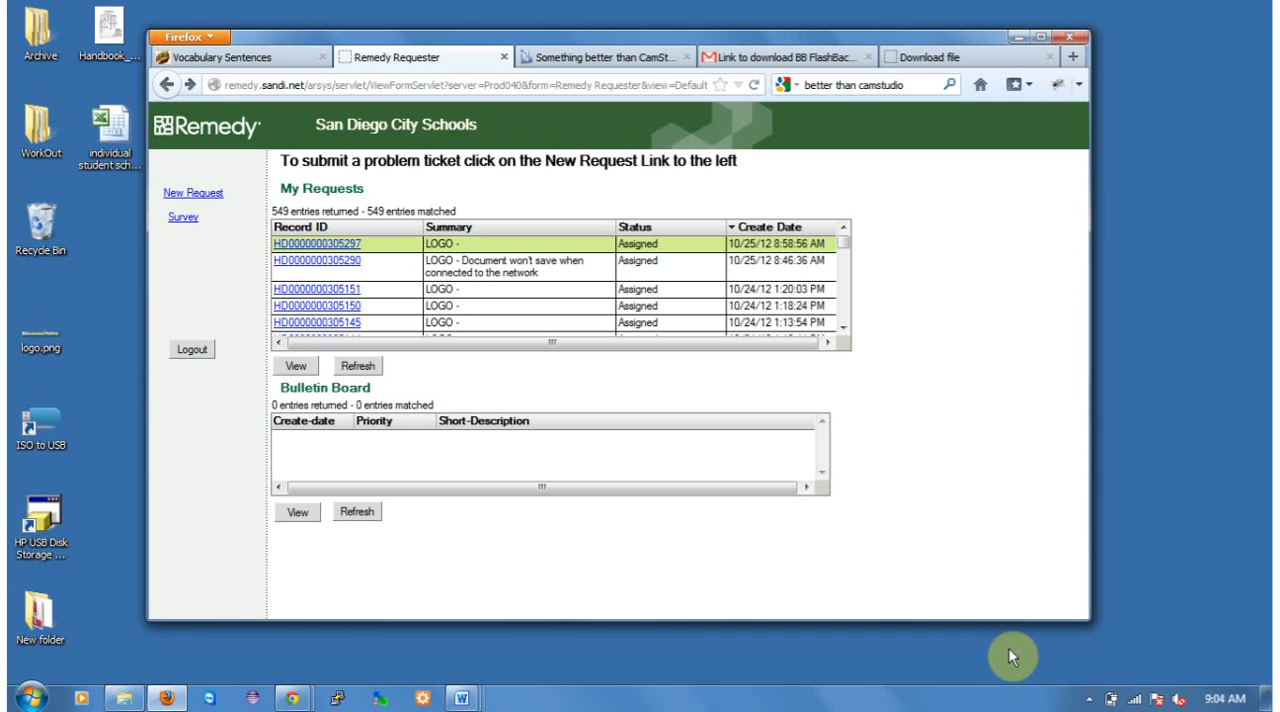 Archive
Handbook_...
WorkOut
individual
student sch...
Recycle Bin
logo.png
ISO to USB
HP USB Disk
Storage ...
New folder
Firefox
Vocabulary Sentences
Remedy Requester
Something better than CamSt...
Link to download BB FlashBac...
Download file
remedy.sandi.net/arsys/servlet/ViewFormServlet?server=Prod040&form=Remedy Requester&view=Default
better than camstudio
bmc Remedy
San Diego City Schools
To submit a problem ticket click on the New Request Link to the left
New Request
Survey
Logout
My Requests
549 entries returned - 549 entries matched
Record ID Summary Status Create Date
HD0000000305297 LOGO - Assigned 10/25/12 8:58:56 AM
HD0000000305290 LOGO - Document won't save when Assigned 10/25/12 8:46:36 AM
connected to the network
HD0000000305151 LOGO - Assigned 10/24/12 1:20:03 PM
HD0000000305150 LOGO - Assigned 10/24/12 1:18:24 PM
HD0000000305145 LOGO - Assigned 10/24/12 1:13:54 PM
View Refresh
Bulletin Board
0 entries returned - 0 entries matched
Create-date Priority Short-Description
View Refresh
9:04 AM